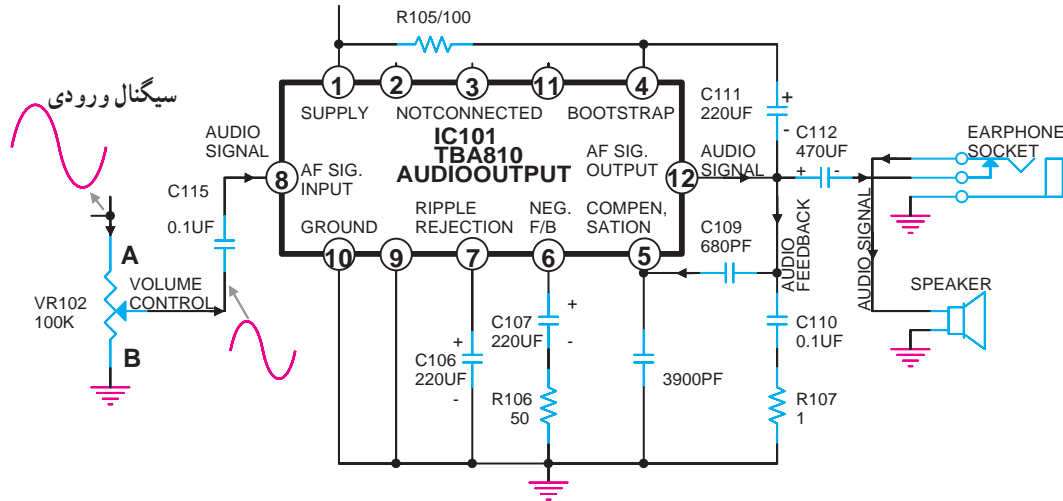 R105/100
سیگنال ورودی
1
2
3
11
4
SUPPLY
NOTCONNECTED
BOOTSTRAP
C111
220UF
+
-
IC101
TBA810
AUDIOOUTPUT
AUDIO
SIGNAL
8
AF SIG.
INPUT
AF SIG.
OUTPUT
12
AUDIO
SIGNAL
C112
470UF
+
-
EARPHONE
SOCKET
C115
0.1UF
GROUND
RIPPLE
REJECTION
NEG.
F/B
COMPEN,
SATION
10
9
7
6
5
C109
680PF
AUDIO
FEEDBACK
AUDIO SIGNAL
A
VOLUME
CONTROL
VR102
100K
B
SPEAKER
+
C106
220UF
-
C107
220UF
+
-
3900PF
C110
0.1UF
R106
50
R107
1